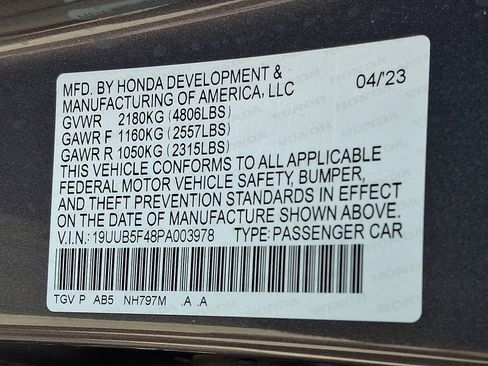 MFD. BY HONDA DEVELOPMENT &
MANUFACTURING OF AMERICA, LLC 04/23
GVWR 2180KG (4806LBS)
GAWR F 1160KG (2557LBS)
GAWR R 1050KG (2315LBS)
THIS VEHICLE CONFORMS TO ALL APPLICABLE
FEDERAL MOTOR VEHICLE SAFETY, BUMPER,
AND THEFT PREVENTION STANDARDS IN EFFECT
ON THE DATE OF MANUFACTURE SHOWN ABOVE.
V.I.N.: 19UUB5F48PA003978 TYPE: PASSENGER CAR
TGV P AB5 NH797M .A .A